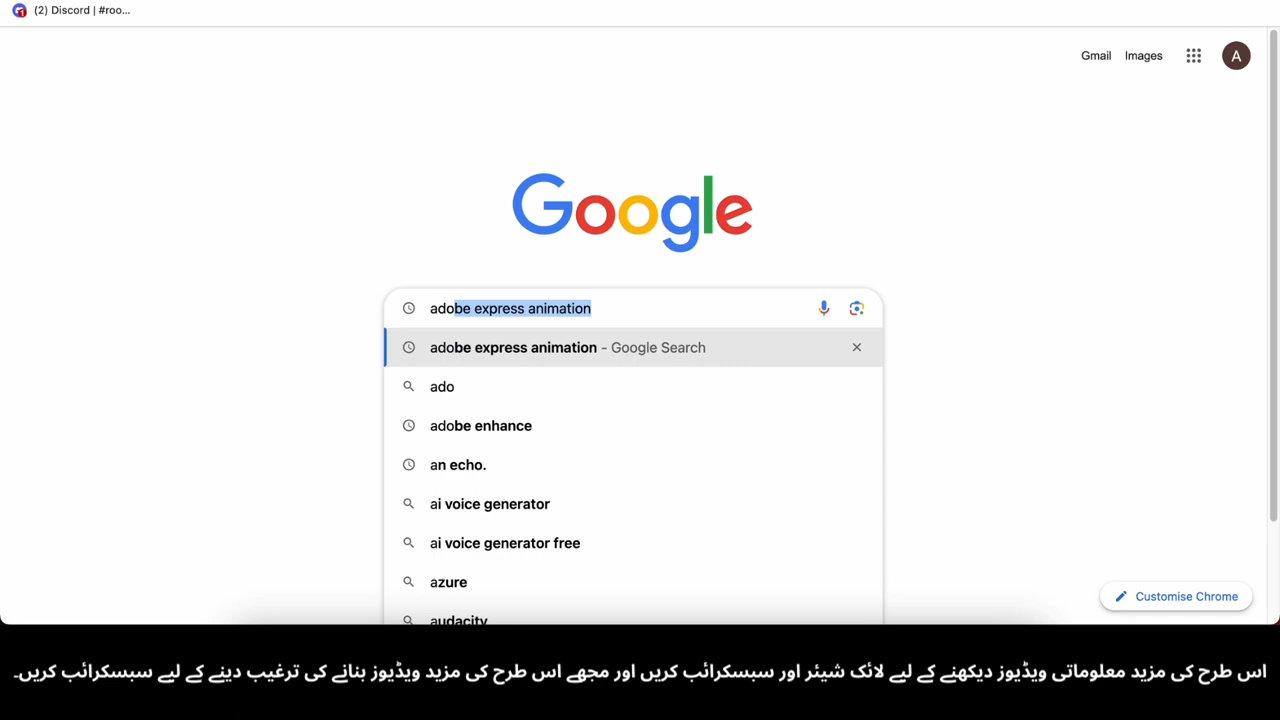 (2) Discord | #roo...
Gmail Images A
Google
adobe express animation
adobe express animation - Google Search
ado
adobe enhance
an echo.
ai voice generator
ai voice generator free
azure
audacity
Customise Chrome
اس طرح کی مزید معلوماتی ویڈیوز دیکھنے کے لیے لائک شیئر اور سبسکرائب کریں اور مجھے اس طرح کی مزید ویڈیوز بنانے کی ترغیب دینے کے لیے سبسکرائب کریں۔